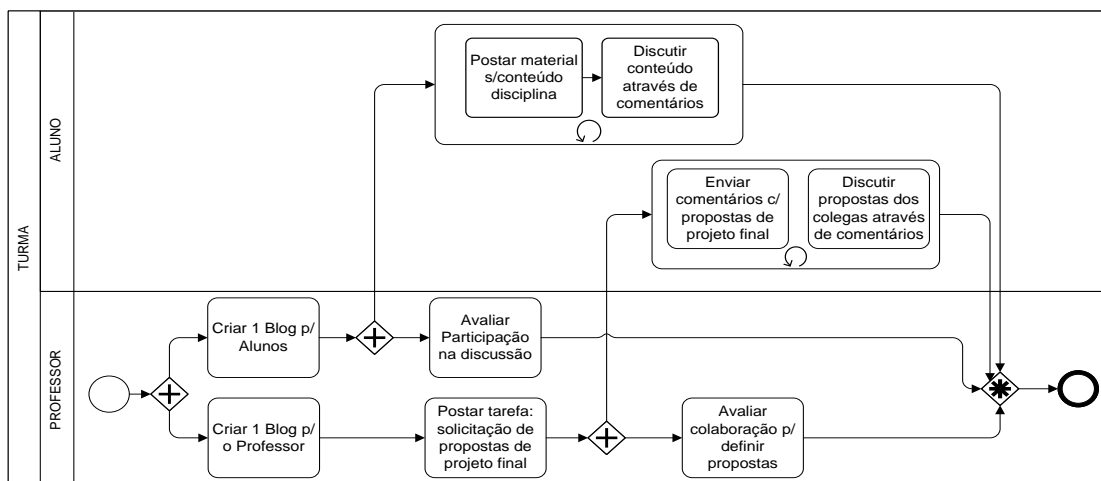 TURMA
ALUNO
Postar material
s/conteúdo
disciplina
Discutir
conteúdo
através de
comentários
Enviar
comentários c/
propostas de
projeto final
Discutir
propostas dos
colegas através
de comentários
PROFESSOR
Criar 1 Blog p/
Alunos
Avaliar
Participação
na discussão
Criar 1 Blog p/
o Professor
Postar tarefa:
solicitação de
propostas de
projeto final
Avaliar
colaboração p/
definir
propostas